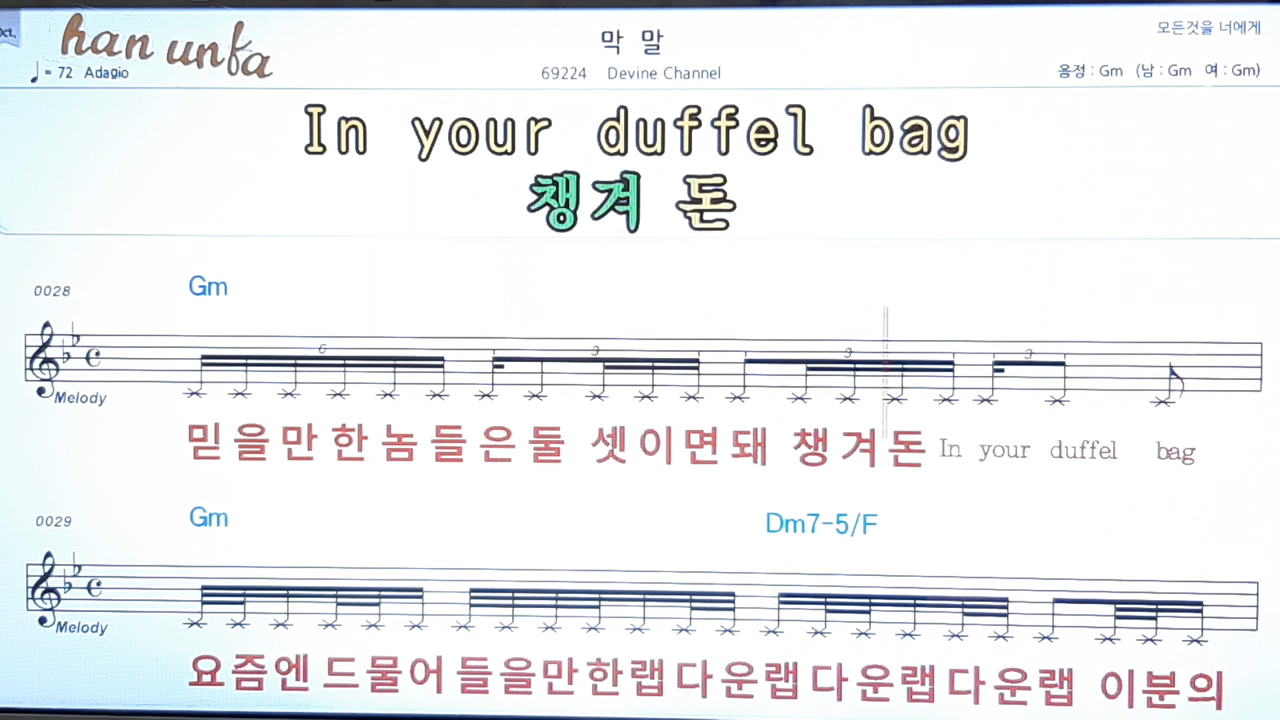 Oct.
han unfa
♩= 72 Adagio
막 말
69224 Devine Channel
모든것을 너에게
음정 : Gm (남 : Gm 여 : Gm)
In your duffel bag
챙겨 돈
0028
Gm
6 3 9 3
Melody
믿을만한놈들은둘 셋이면돼 챙겨돈 In your duffel bag
0029
Gm Dm7-5/F
Melody
요즘엔 드물어 들을만한랩 다운랩 다운랩 다운랩 이분의